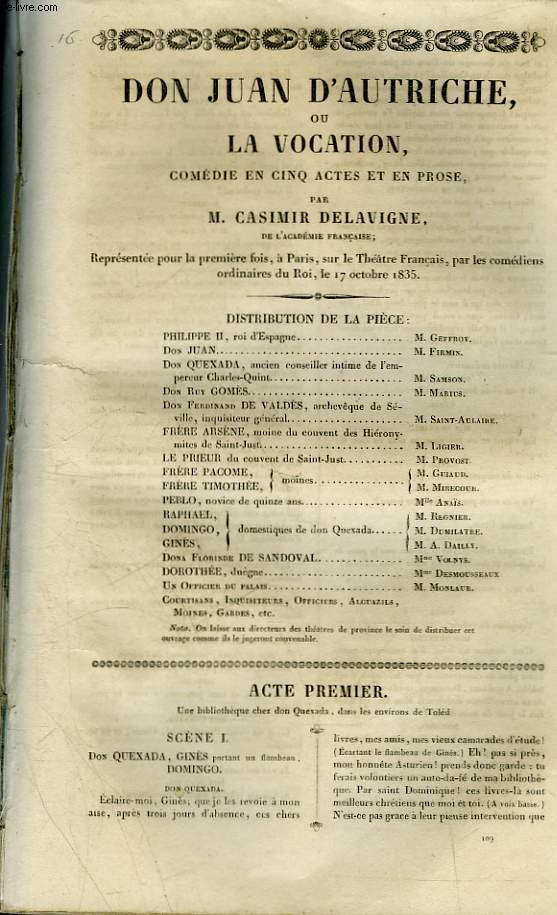 e-livre.com
16
DON JUAN D'AUTRICHE,
OU
LA VOCATION,
COMÉDIE EN CINQ ACTES ET EN PROSE,
PAR
M. CASIMIR DELAVIGNE,
DE L'ACADÉMIE FRANÇAISE;
Représentée pour la première fois, à Paris, sur le Théâtre Français, par les comédiens
ordinaires du Roi, le 17 octobre 1835.
DISTRIBUTION DE LA PIÈCE:
PHILIPPE II, roi d'Espagne................ M. GEFFROY.
DON JUAN................ M. FIRMIN.
DON QUEXADA, ancien conseiller intime de l'em-
pereur Charles-Quint................ M. SAMSON.
DON RUY GOMÈS................ M. MARIUS.
DON FERDINAND DE VALDÈS, archevêque de Sé-
ville, inquisiteur général................ M. SAINT-AULAIRE.
FRÈRE ARSÈNE, moine du couvent des Hiérony-
mites de Saint-Just................ M. LIGIER.
LE PRIEUR du couvent de Saint-Just................ M. PROVOST.
FRÈRE PACOME, M. GUIAUD.
moines................
FRÈRE TIMOTHÉE, M. MIRECOUR.
PEBLO, novice de quinze ans................ Mlle ANAÏS.
RAPHAEL, M. REGNIER.
DOMINGO, domestiques de don Quexada...... M. DUMILATRE.
GINÈS, M. A. DAILLY.
DONA FLORINDE DE SANDOVAL................ Mme VOLNYS.
DOROTHÉE, duègne................ Mme DESMOUSSEAUX
UN OFFICIER DU PALAIS................ M. MONLAUR.
COURTISANS, INQUISITEURS, OFFICIERS, ALGUAZILS,
MOINES, GARDES, etc.
Nota. On laisse aux directeurs des théâtres de province le soin de distribuer cet
ouvrage comme ils le jugeront convenable.
ACTE PREMIER.
Une bibliothèque chez don Quexada, dans les environs de Tolèd
SCÈNE I.
DON QUEXADA, GINÈS portant un flambeau,
DOMINGO.
DON QUEXADA.
Éclaire-moi, Ginès; que je les revoie à mon
aise, après trois jours d'absence, ces chers
livres, mes amis, mes vieux camarades d'étude!
(Écartant le flambeau de Ginès.) Eh! pas si près,
mon honnête Asturien! prends donc garde: tu
ferais volontiers un auto-da-fé de ma bibliothè-
que. Par saint Dominique! ces livres-là sont
meilleurs chrétiens que moi et toi. (A voix basse.)
N'est-ce pas grace à leur pieuse intervention que
109